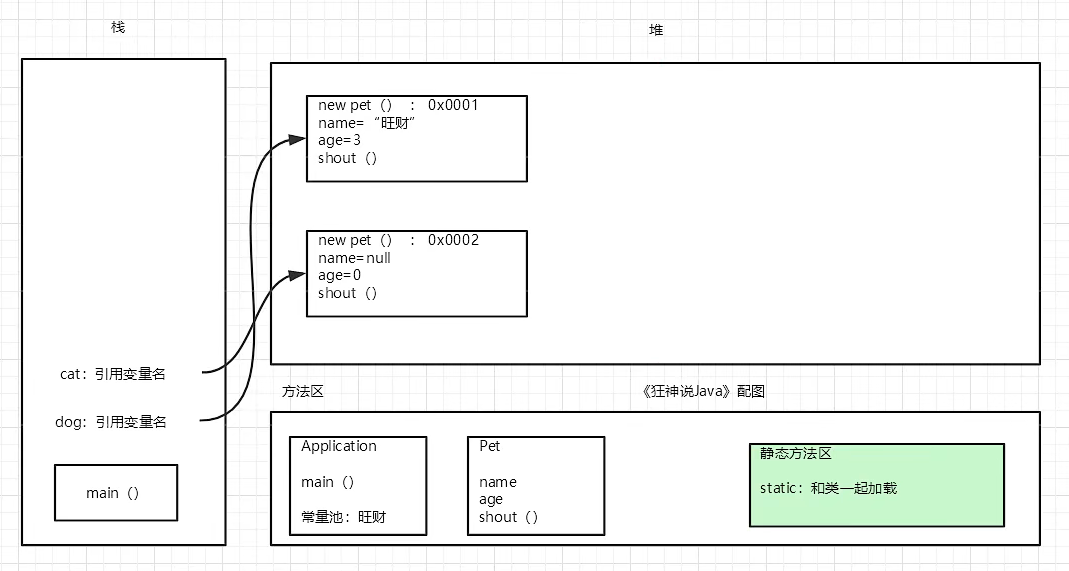 栈
堆
new pet（） ： 0x0001
name=“旺财”
age=3
shout（）
new pet（） ： 0x0002
name=null
age=0
shout（）
cat：引用变量名
dog：引用变量名
main（）
方法区
《狂神说Java》配图
Application
main（）
常量池：旺财
Pet
name
age
shout（）
静态方法区
static：和类一起加载